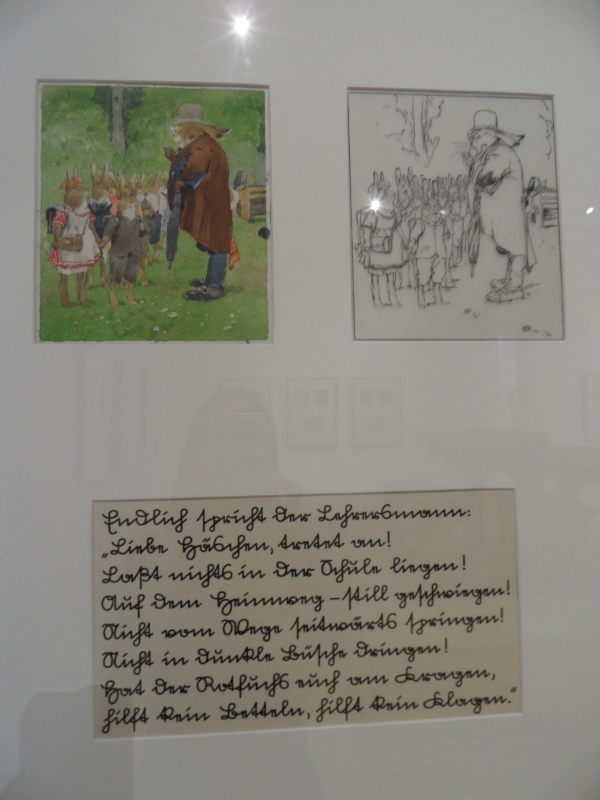 Endlich spricht der Lehrersmann:
„Liebe Häschen, tretet an!
Laßt nichts in der Schule liegen!
Auf dem Heimweg – still geschwiegen!
Nicht vom Wege seitwärts springen!
Nicht in dunkle Büsche dringen!
Hat der Rotfuchs euch am Kragen,
hilft kein Betteln, hilft kein Klagen.“